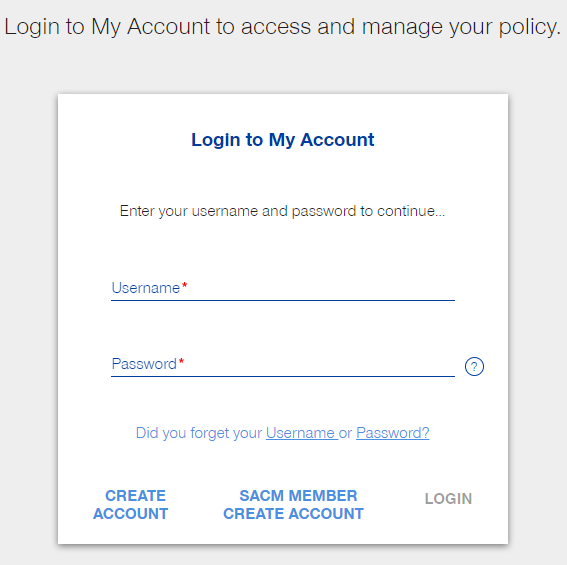 Login to My Account to access and manage your policy.
Login to My Account
Enter your username and password to continue...
Username*
Password*
?
Did you forget your Username or Password?
CREATE
ACCOUNT
SACM MEMBER
CREATE ACCOUNT
LOGIN